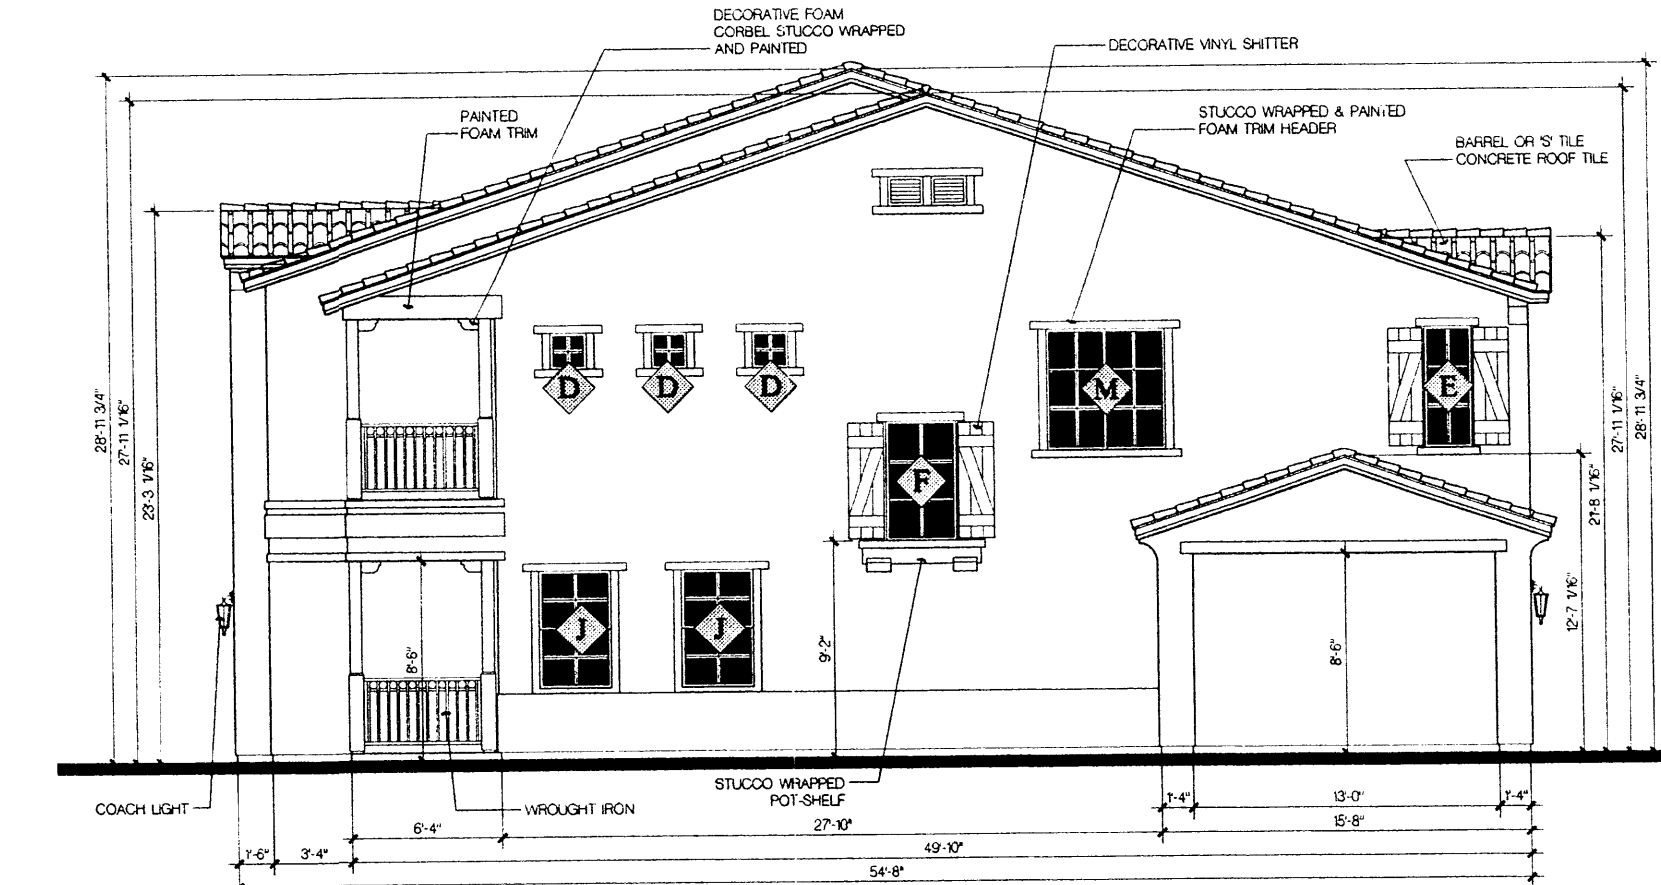 DECORATIVE FOAM
CORBEL STUCCO WRAPPED
AND PAINTED
DECORATIVE VINYL SHITTER
PAINTED
FOAM TRIM
STUCCO WRAPPED & PAINTED
FOAM TRIM HEADER
BARREL OR 'S' TILE
CONCRETE ROOF TILE
28'-11 3/4"
27'-11 1/16"
23'-3 1/16"
D
D
D
M
E
F
J
J
8'-6"
9'-2"
8'-6"
12'-7 1/16"
21'-8 1/16"
27'-11 1/16"
28'-11 3/4"
COACH LIGHT
WROUGHT IRON
STUCCO WRAPPED
POT-SHELF
1'-4"
13'-0"
1'-4"
6'-4"
27'-10"
15'-8"
1'-6"
3'-4"
49'-10"
54'-8"